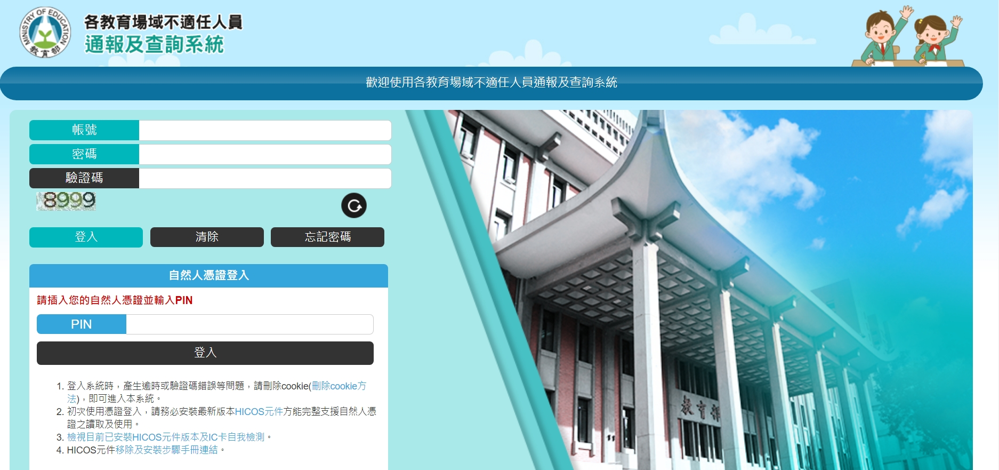 MINISTRY OF EDUCATION
教育部
各教育場域不適任人員
通報及查詢系統
歡迎使用各教育場域不適任人員通報及查詢系統
帳號
密碼
驗證碼
8999
登入
清除
忘記密碼
自然人憑證登入
請插入您的自然人憑證並輸入PIN
PIN
登入
1. 登入系統時，產生逾時或驗證碼錯誤等問題，請刪除cookie(刪除cookie方
法)，即可進入本系統。
2. 初次使用憑證登入，請務必安裝最新版本HICOS元件方能完整支援自然人憑
證之讀取及使用。
3. 檢視目前已安裝HICOS元件版本及IC卡自我檢測。
4. HICOS元件移除及安裝步驟手冊連結。
教育部